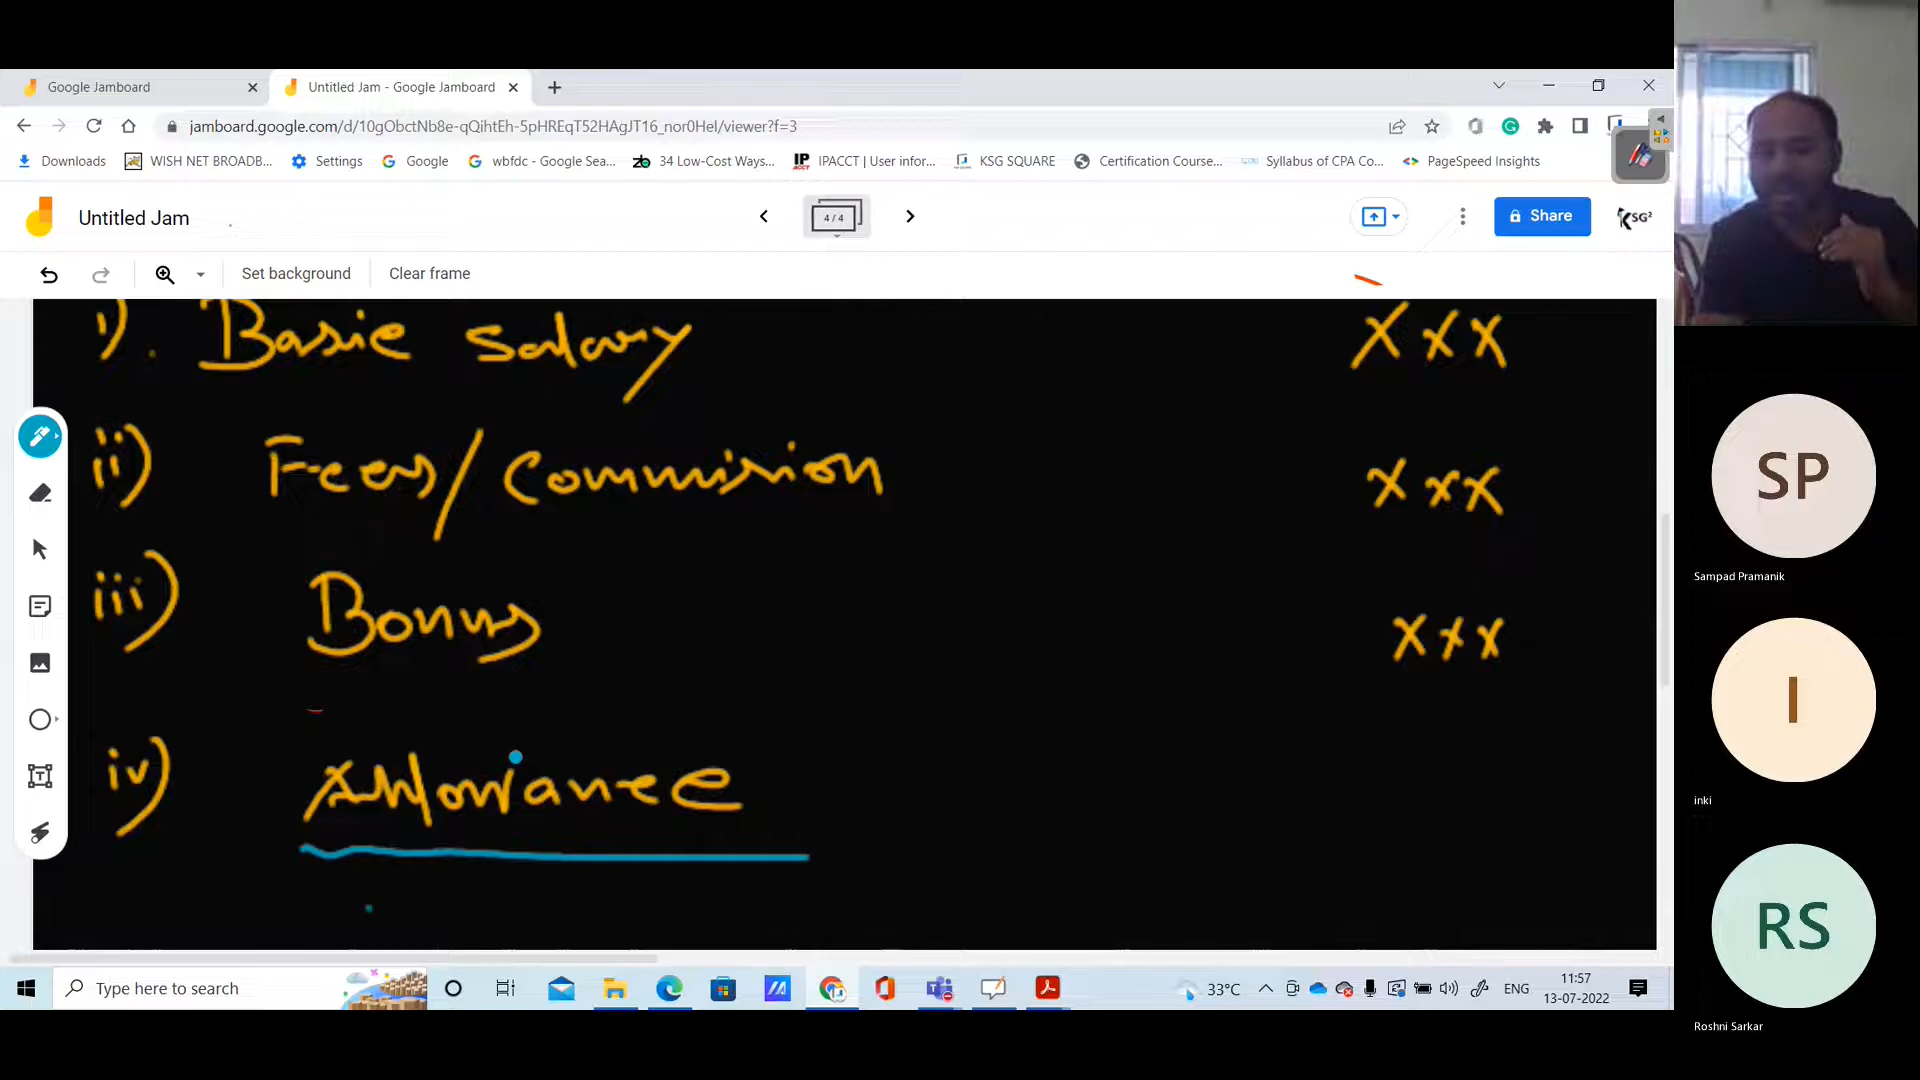 Google Jamboard
Untitled Jam - Google Jamboard
jamboard.google.com/d/10gObctNb8e-qQihtEh-5pHREqT52HAgJT16_nor0HeI/viewer?f=3
Downloads WISH NET BROADB... Settings Google wbfdc - Google Sea... 34 Low-Cost Ways... IPACCT | User infor... KSG SQUARE Certification Course... Syllabus of CPA Co... PageSpeed Insights
Untitled Jam
4 / 4
Share
KSG²
Set background Clear frame
i). Basic Salary XXX
ii) Fees/Commision XXX
iii) Bonus XXX
iv) Allowance
SP
Sampad Pramanik
I
inki
RS
Roshni Sarkar
Type here to search
33°C
ENG
11:57
13-07-2022